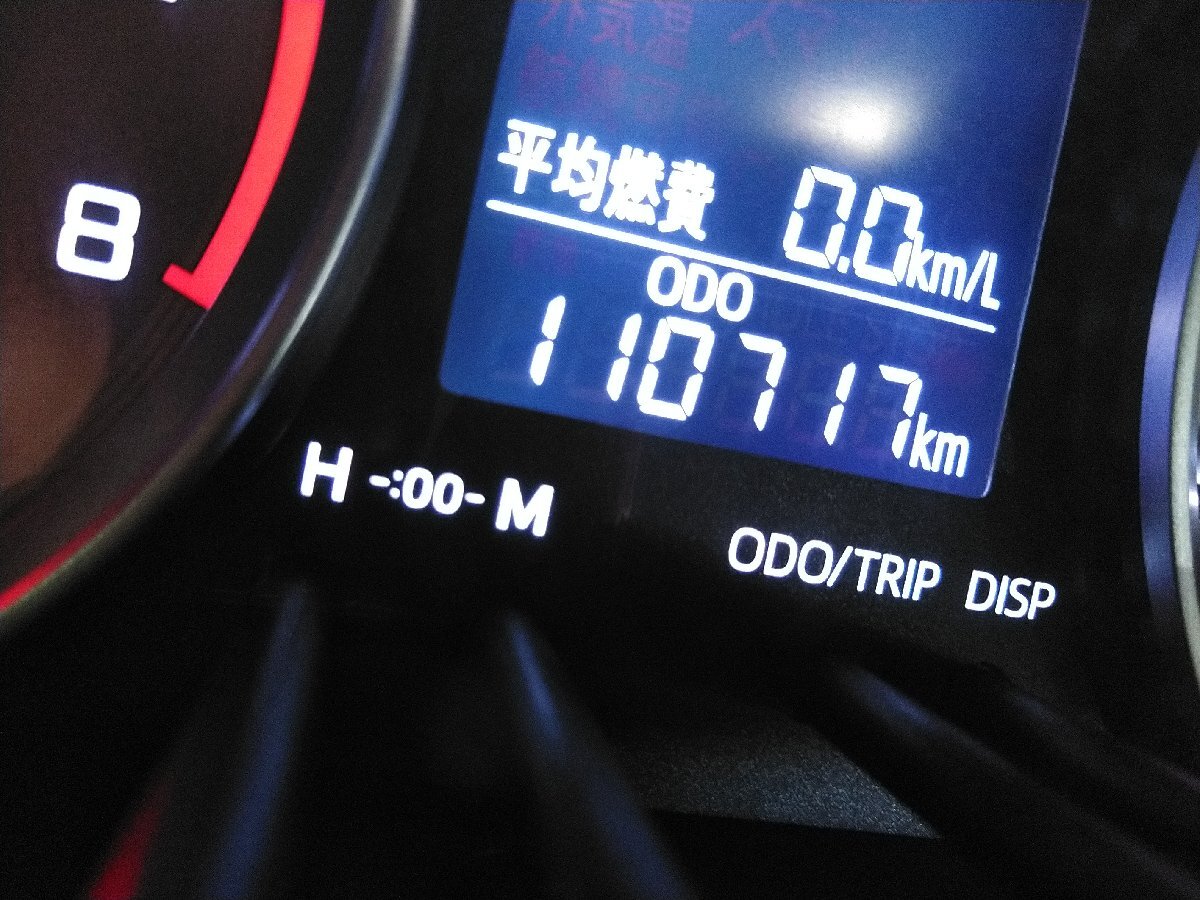 8
平均燃費 0.0km/L
ODO
110717km
H -:00- M
ODO/TRIP DISP